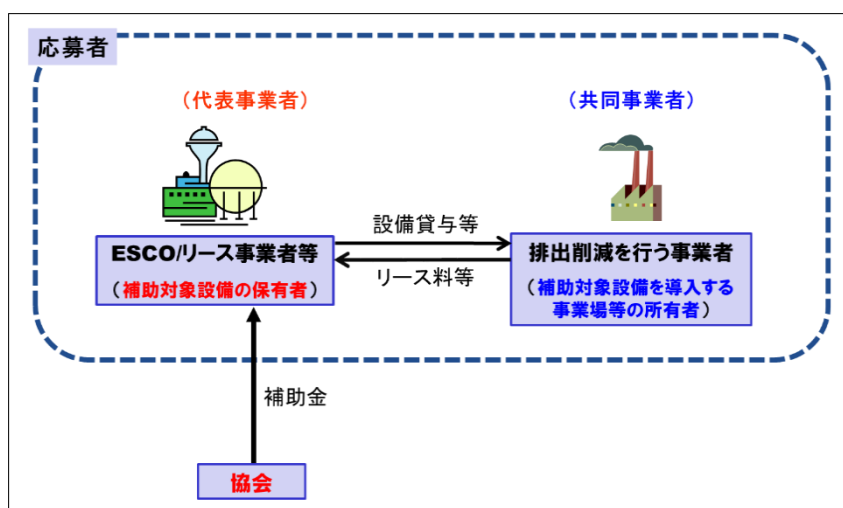 応募者
（代表事業者）
（共同事業者）
設備貸与等
ESCO/リース事業者等
（補助対象設備の保有者）
リース料等
排出削減を行う事業者
（補助対象設備を導入する
事業場等の所有者）
補助金
協会